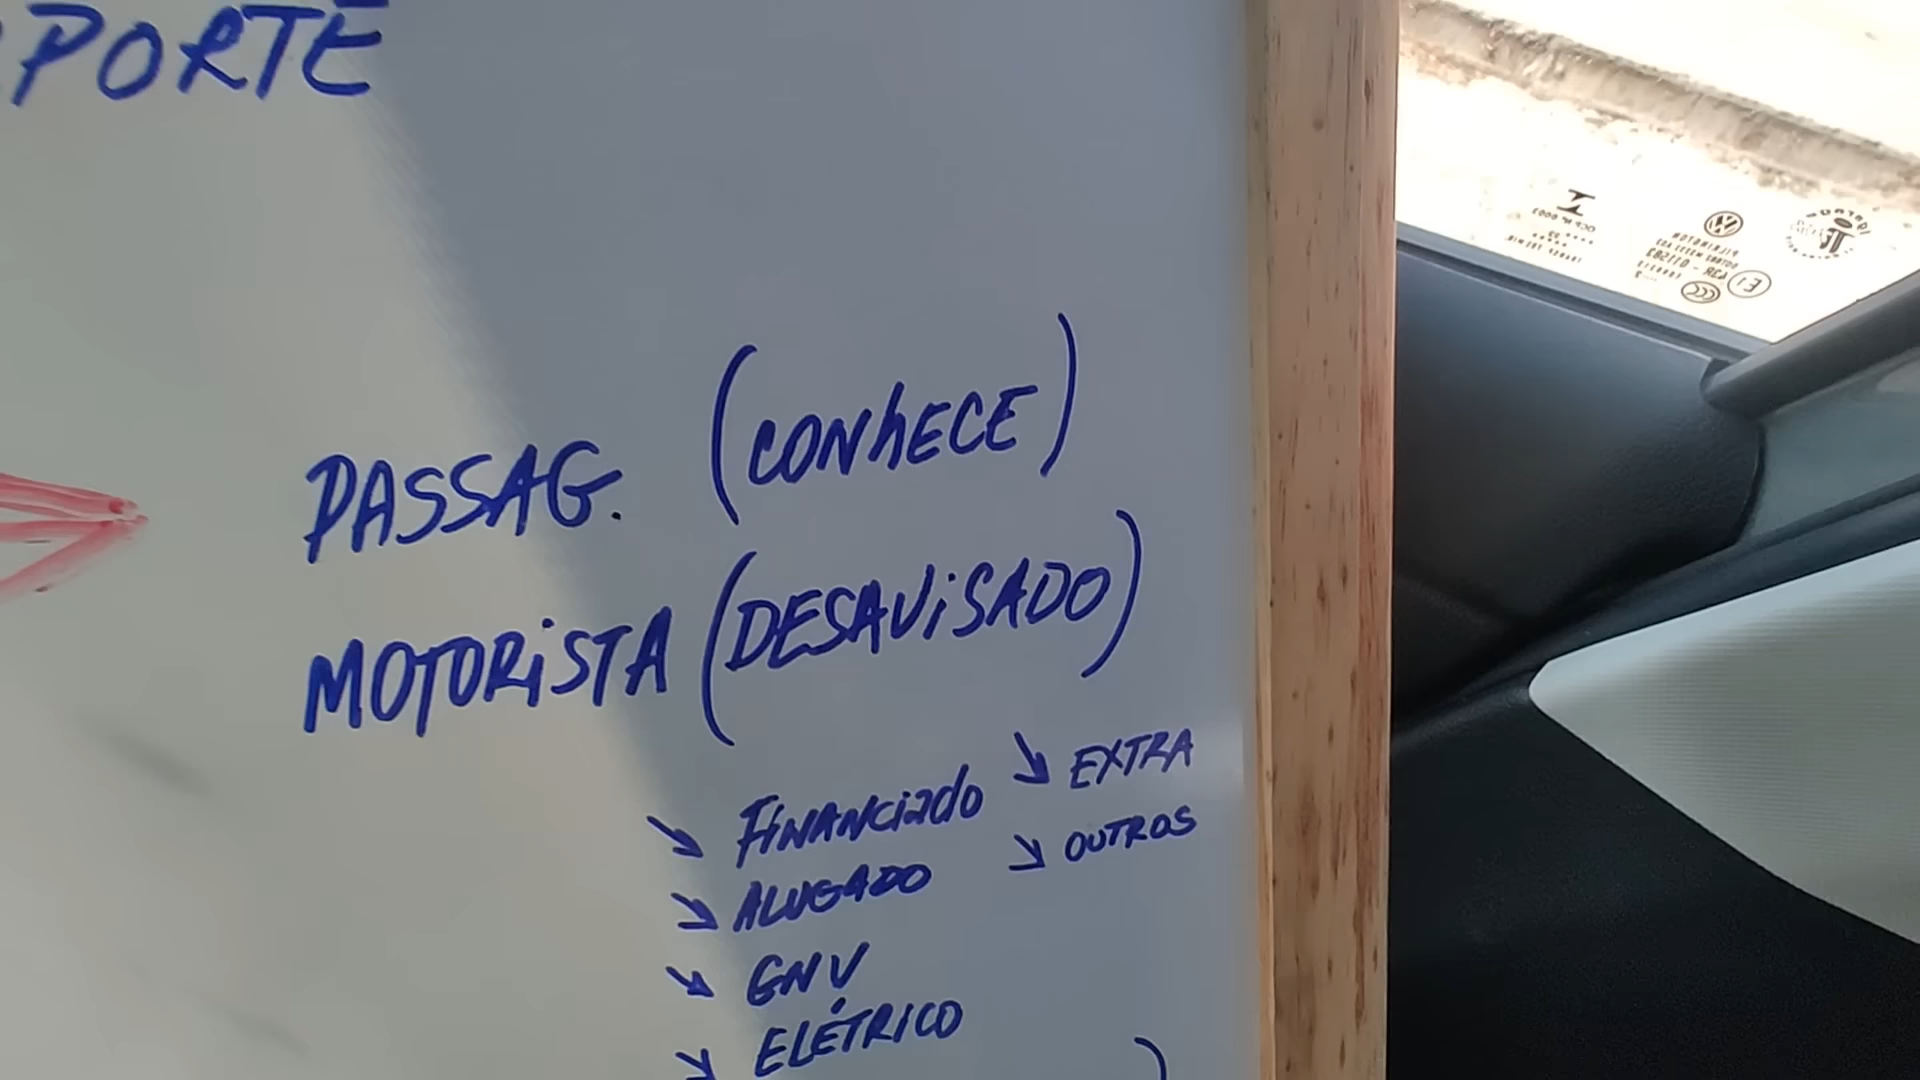 PORTE
PASSAG. (CONHECE)
MOTORISTA (DESAVISADO)
↘ FINANCIADO ↘ EXTRA
↘ ALUGADO ↘ OUTROS
↘ GNV
↘ ELÉTRICO